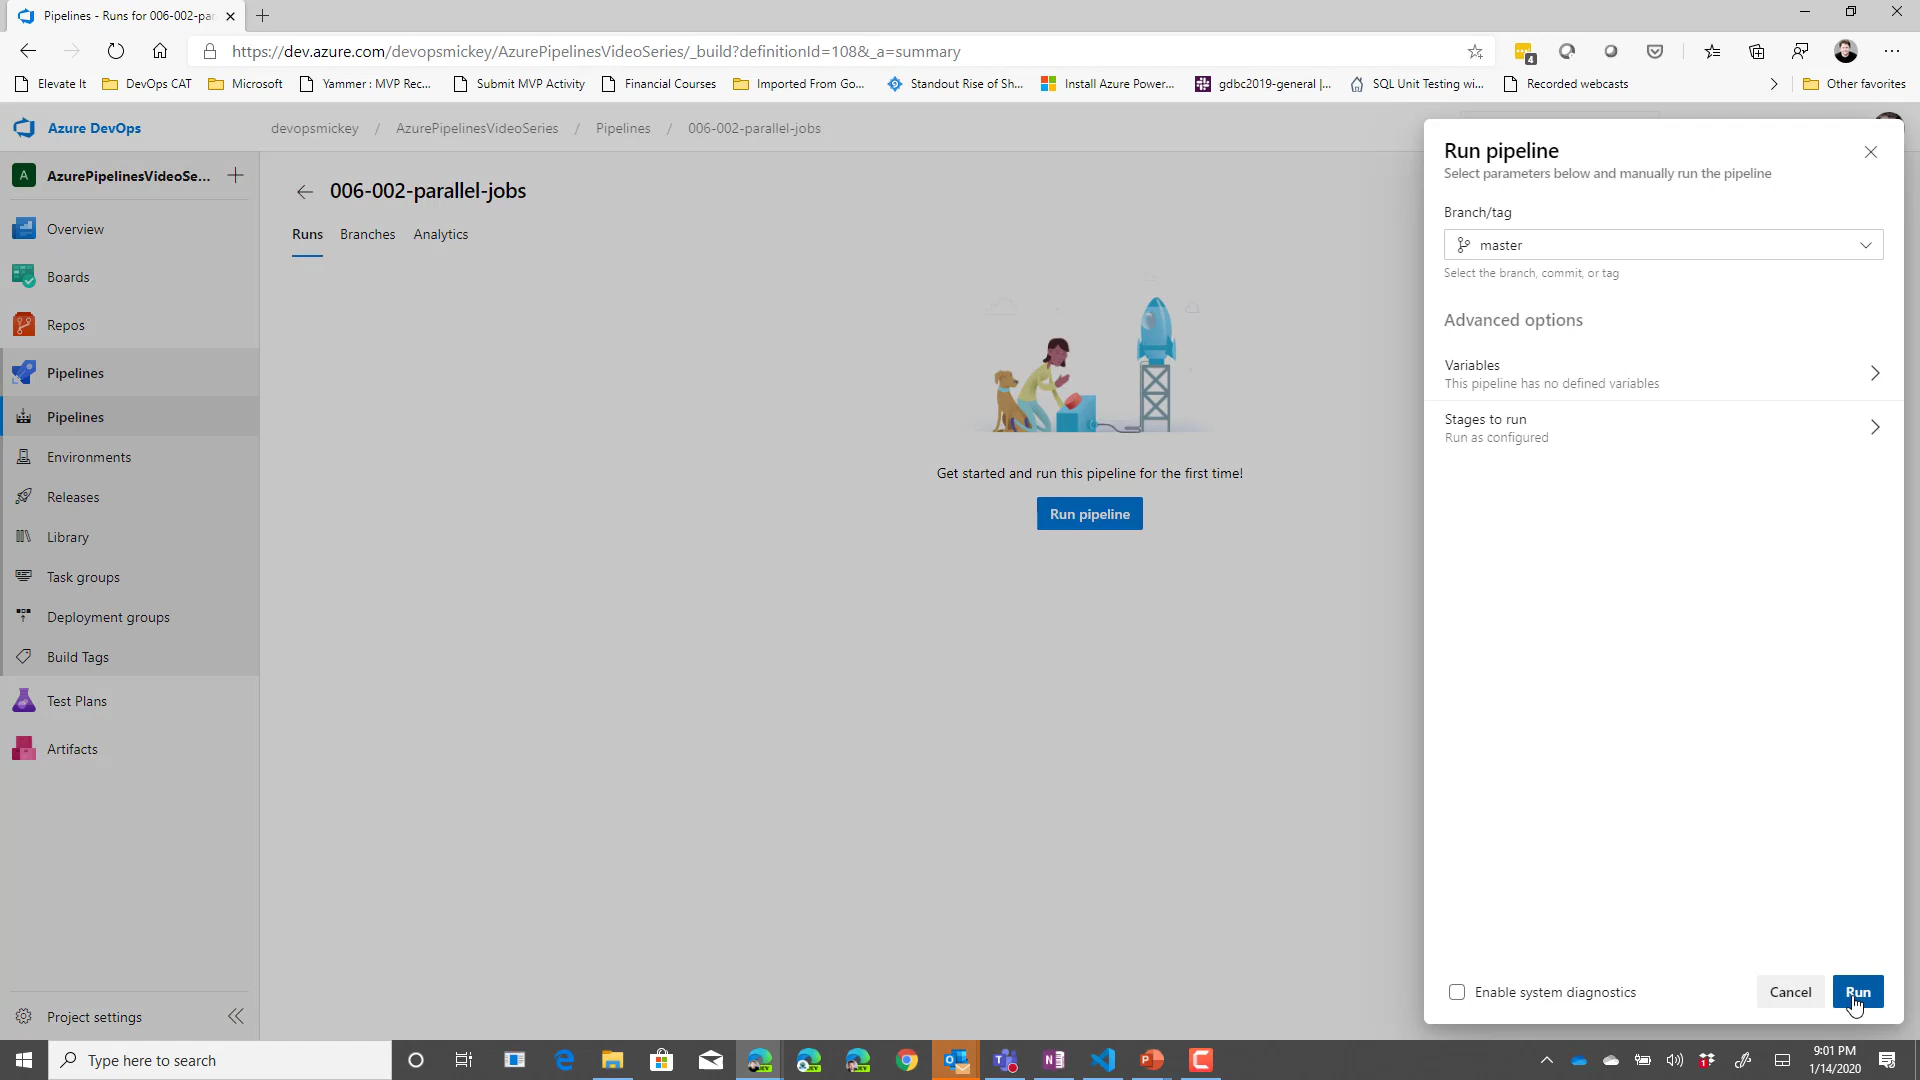 Pipelines - Runs for 006-002-par
https://dev.azure.com/devopsmickey/AzurePipelinesVideoSeries/_build?definitionId=108&_a=summary
4
Elevate It
DevOps CAT
Microsoft
Yammer : MVP Rec...
Submit MVP Activity
Financial Courses
Imported From Go...
Standout Rise of Sh...
Install Azure Power...
gdbc2019-general |...
SQL Unit Testing wi...
Recorded webcasts
Other favorites
Azure DevOps
devopsmickey / AzurePipelinesVideoSeries / Pipelines / 006-002-parallel-jobs
A
AzurePipelinesVideoSe...
Overview
Boards
Repos
Pipelines
Pipelines
Environments
Releases
Library
Task groups
Deployment groups
Build Tags
Test Plans
Artifacts
Project settings
006-002-parallel-jobs
Runs
Branches
Analytics
Get started and run this pipeline for the first time!
Run pipeline
Run pipeline
Select parameters below and manually run the pipeline
Branch/tag
master
Select the branch, commit, or tag
Advanced options
Variables
This pipeline has no defined variables
Stages to run
Run as configured
Enable system diagnostics
Cancel
Run
Type here to search
9:01 PM
1/14/2020